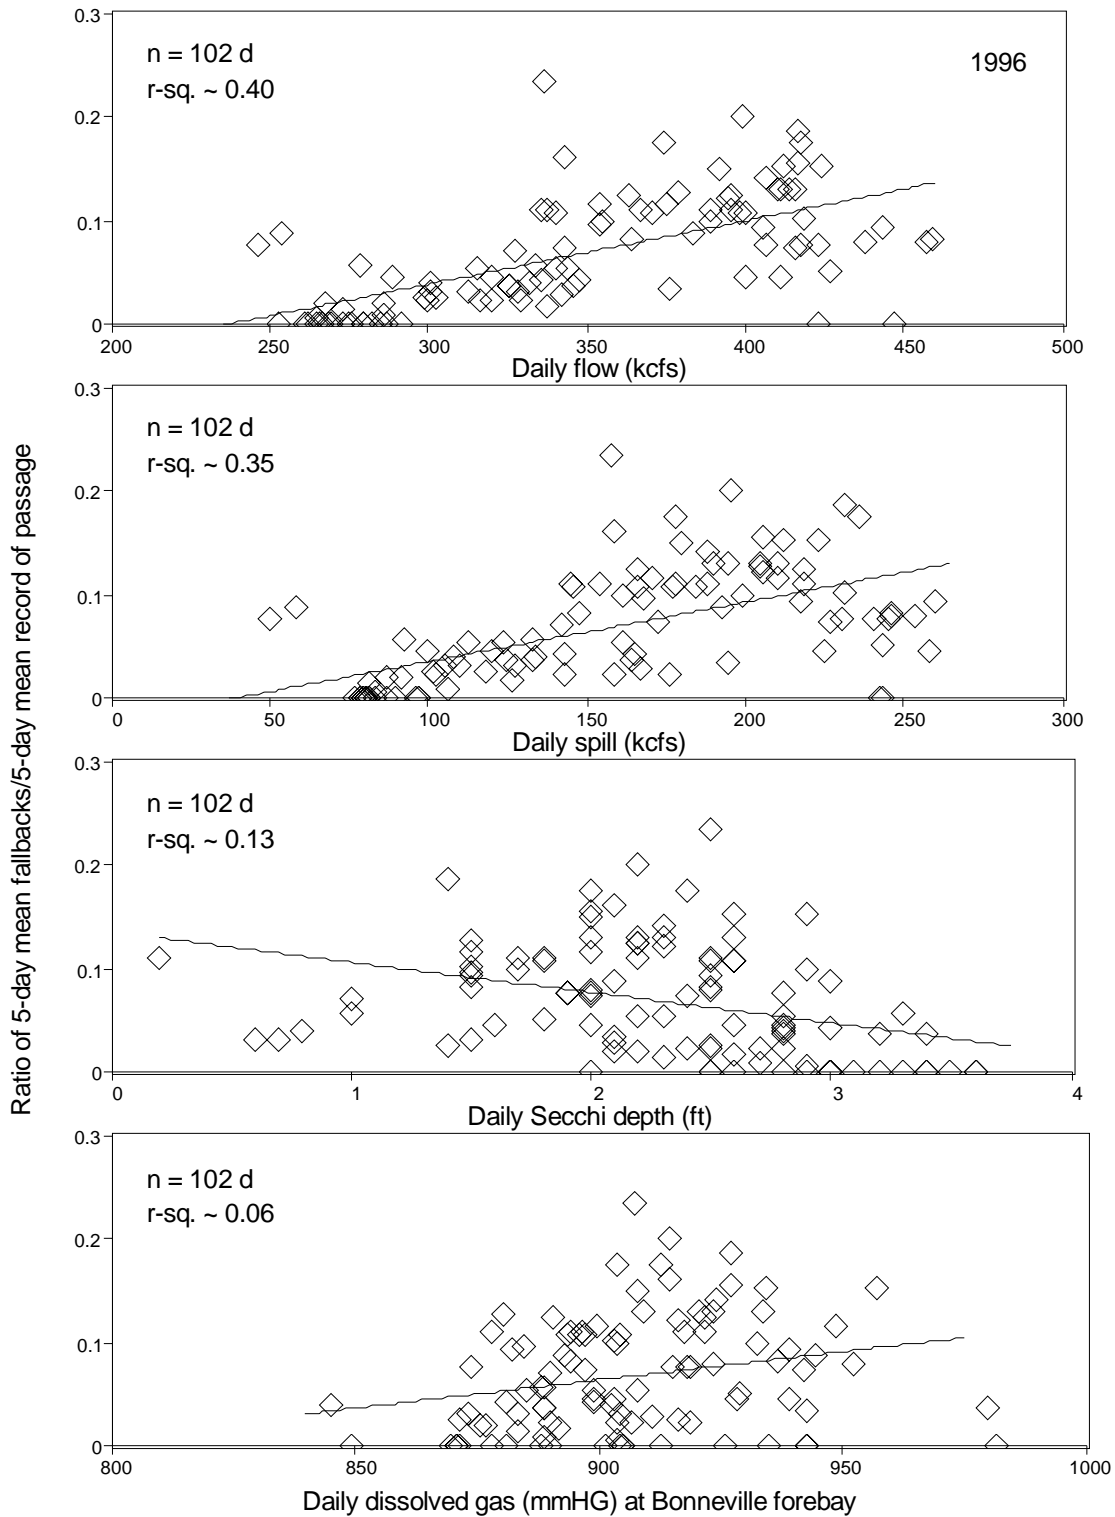 Ratio of 5-day mean fallbacks/5-day mean record of passage
0.3
0.2
0.1
0
n = 102 d
r-sq. ~ 0.40
1996
200 250 300 350 400 450 500
Daily flow (kcfs)
0.3
0.2
0.1
0
n = 102 d
r-sq. ~ 0.35
0 50 100 150 200 250 300
Daily spill (kcfs)
0.3
0.2
0.1
0
n = 102 d
r-sq. ~ 0.13
0 1 2 3 4
Daily Secchi depth (ft)
0.3
0.2
0.1
0
n = 102 d
r-sq. ~ 0.06
800 850 900 950 1000
Daily dissolved gas (mmHG) at Bonneville forebay